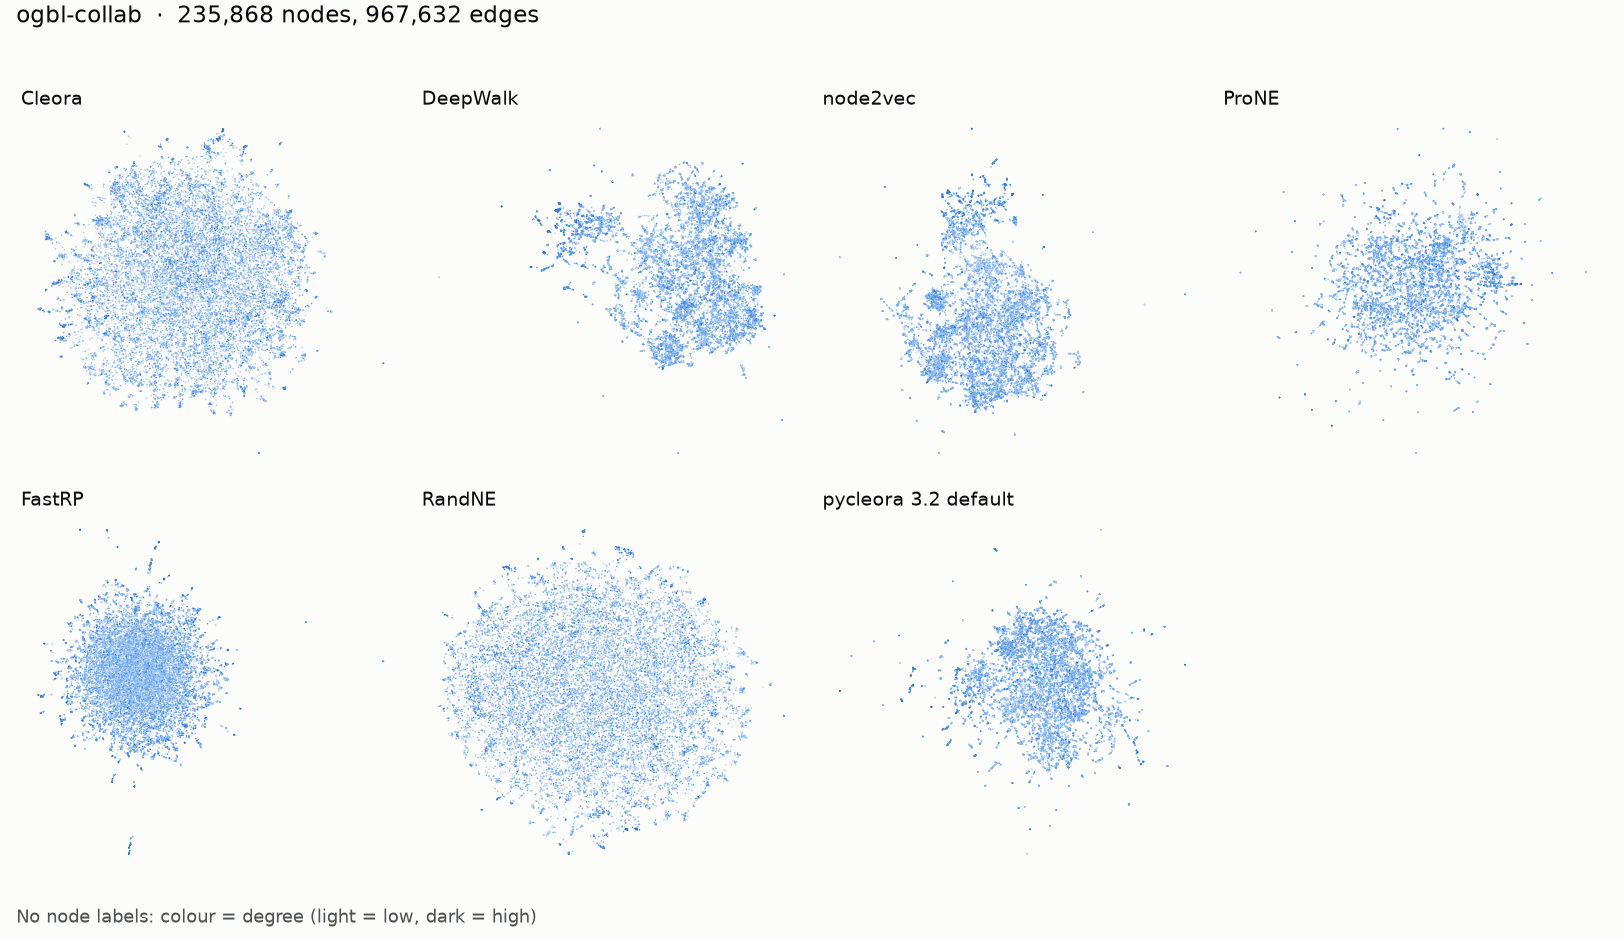 ogbl-collab · 235,868 nodes, 967,632 edges
Cleora
DeepWalk
node2vec
ProNE
FastRP
RandNE
pycleora 3.2 default
No node labels: colour = degree (light = low, dark = high)